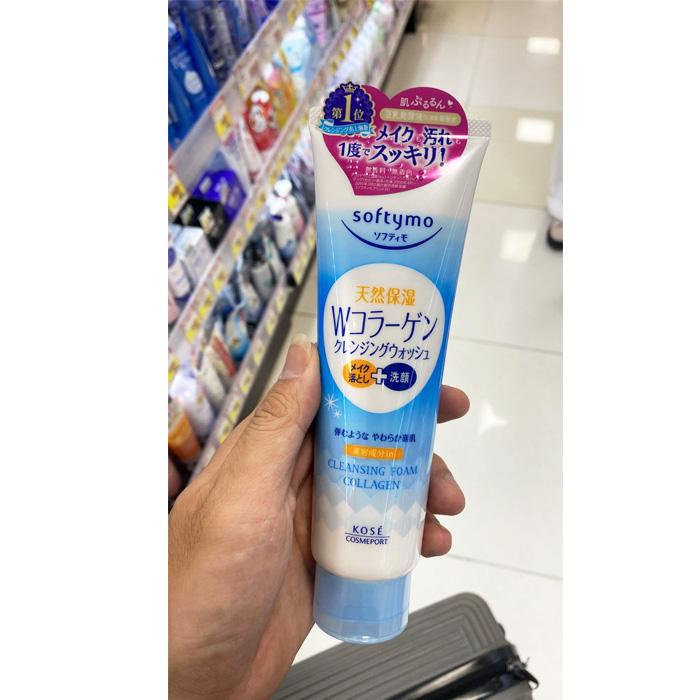 第1位
肌ぷるるん
メイクも汚れも
1度でスッキリ!
softymo
ソフティモ
天然保湿
Wコラーゲン
クレンジングウォッシュ
メイク
落とし
+
洗顔
弾むような やわらか素肌
美容成分in
CLEANSING FOAM
COLLAGEN
KOSÉ
COSMEPORT